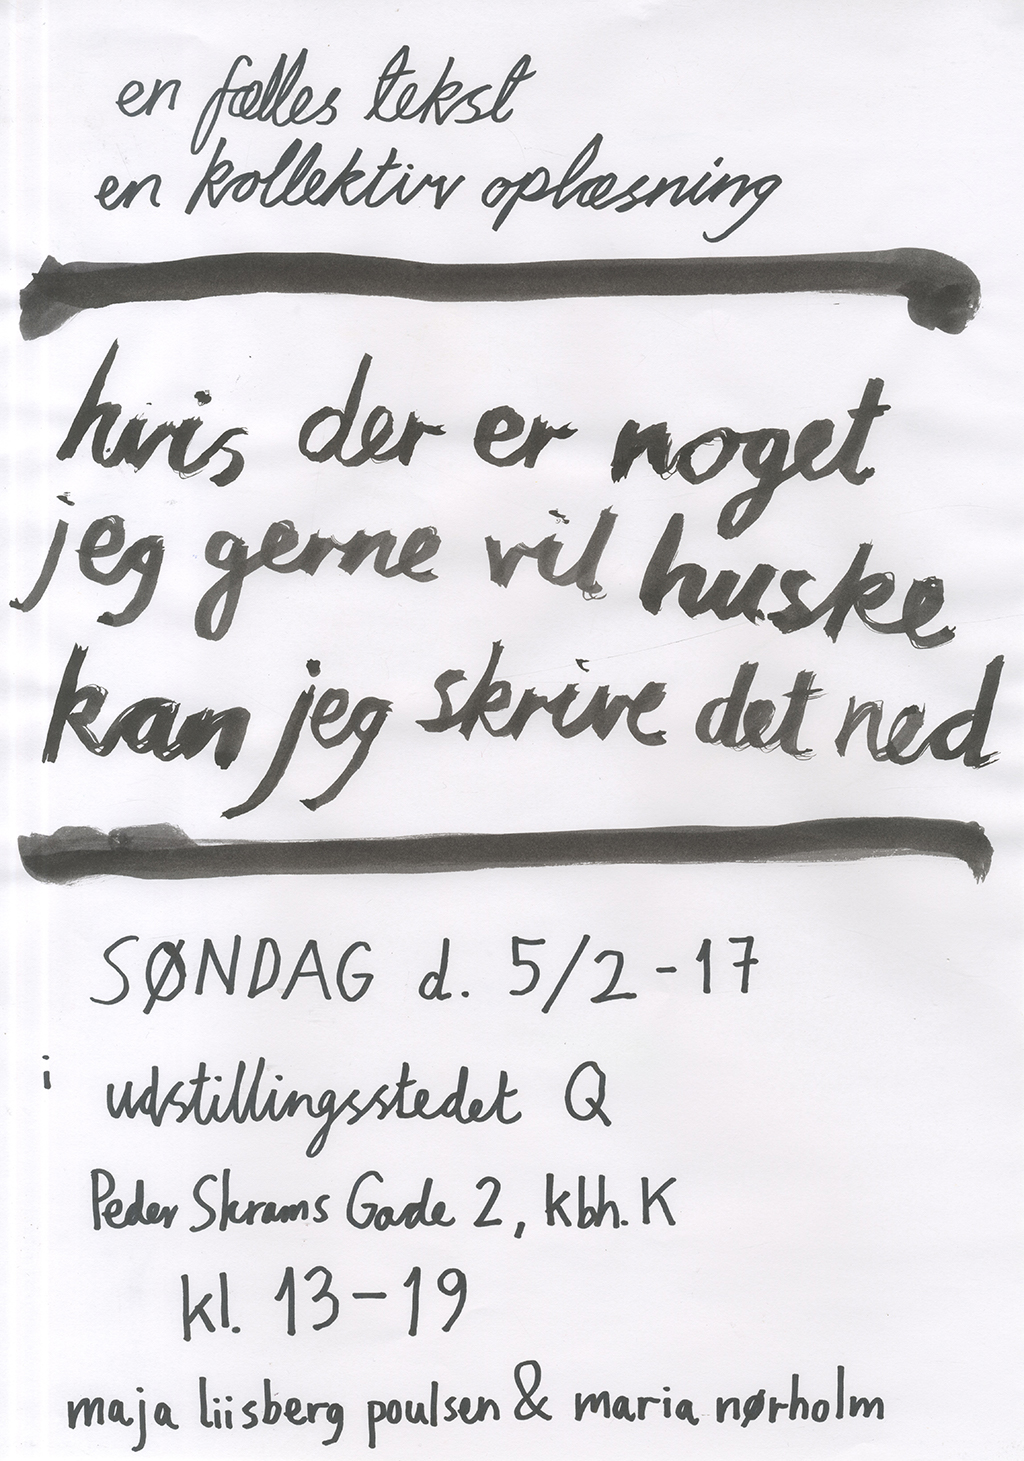 en fælles tekst
en kollektiv oplæsning
hvis der er noget
jeg gerne vil huske
kan jeg skrive det ned
SØNDAG d. 5/2-17
i udstillingsstedet Q
Peder Skrams Gade 2, kbh. K
kl. 13-19
maja liisberg poulsen & maria nørholm